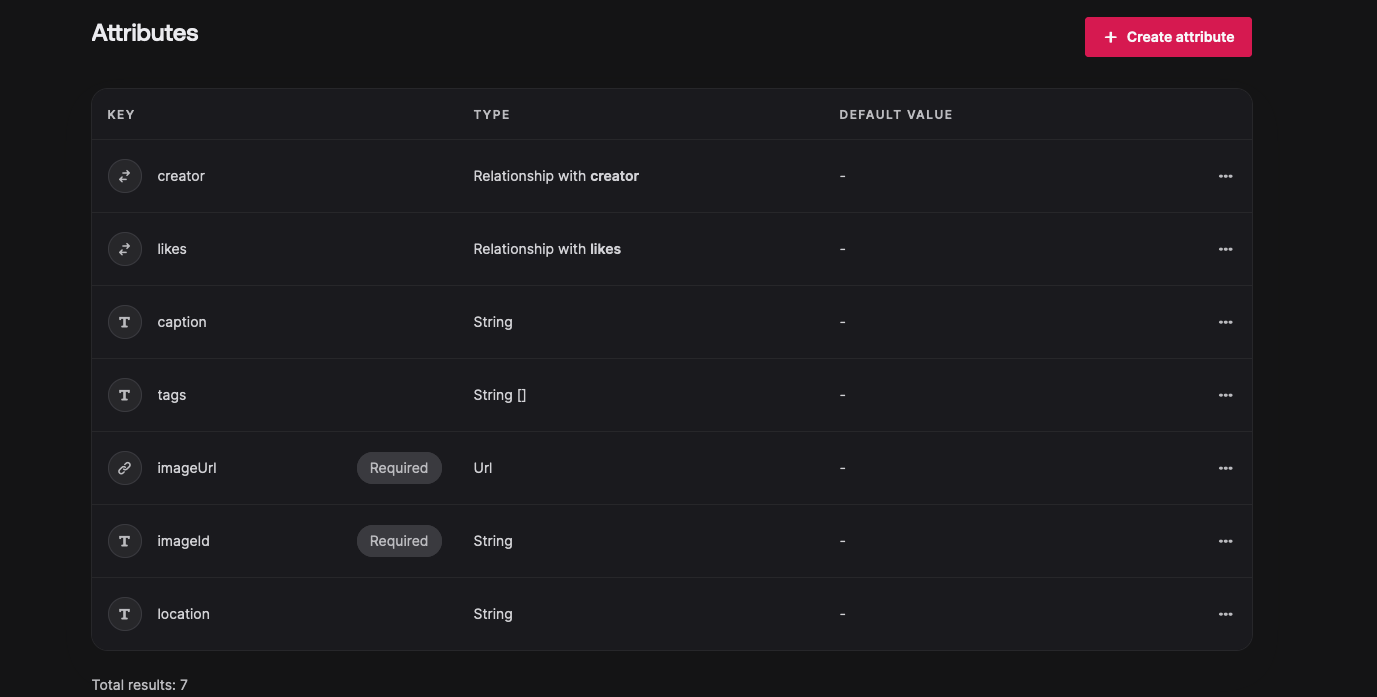 Attributes
+ Create attribute
KEY TYPE DEFAULT VALUE
creator Relationship with creator -
likes Relationship with likes -
caption String -
tags String [] -
imageUrl Required Url -
imageId Required String -
location String -
Total results: 7